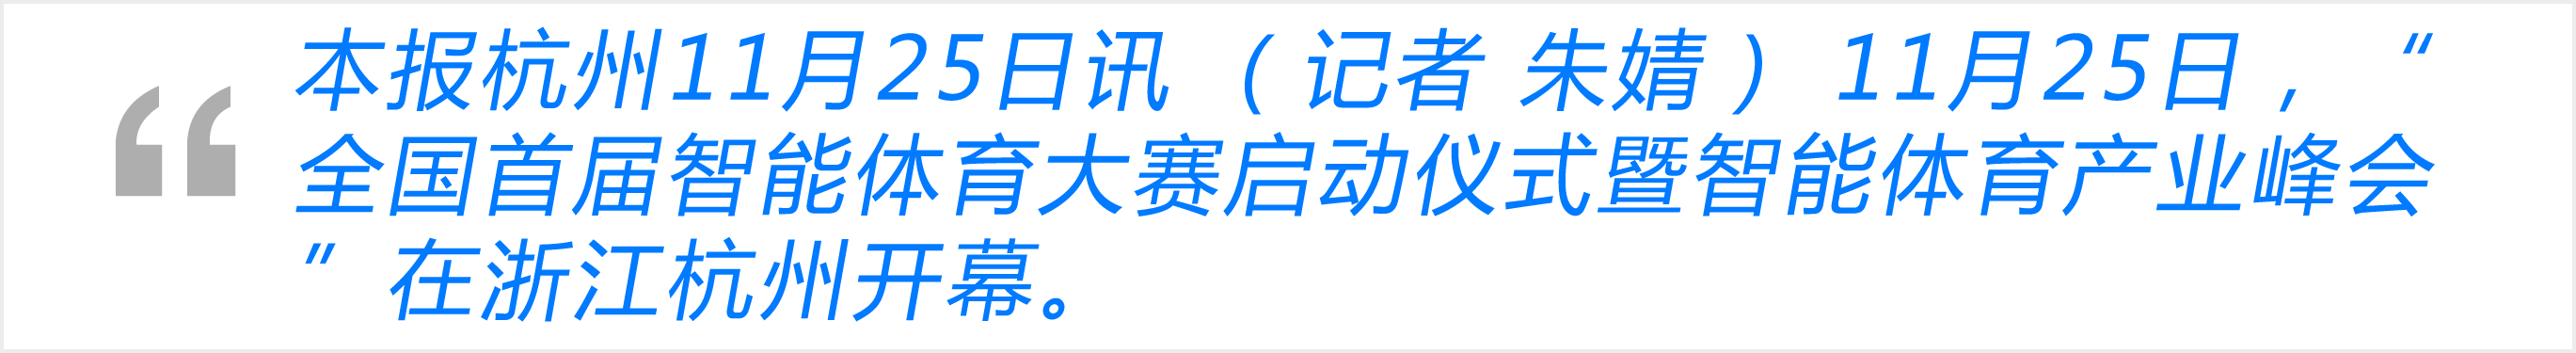 本报杭州11月25日讯 （记者 朱婧） 11月25日，“
全国首届智能体育大赛启动仪式暨智能体育产业峰会
”在浙江杭州开幕。